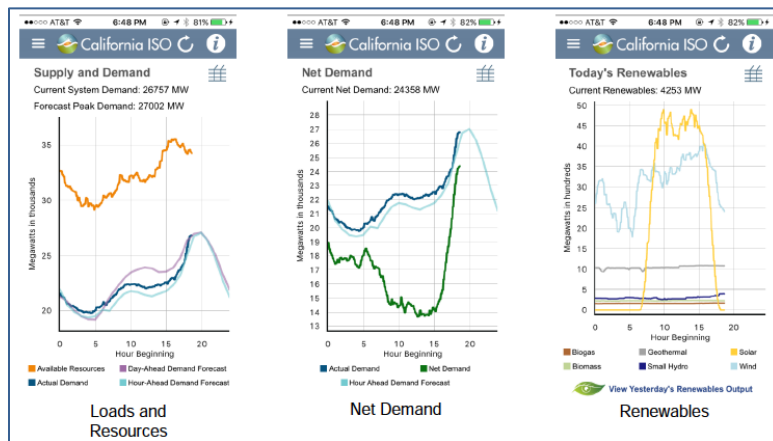 AT&T 6:48 PM 81%
California ISO
Supply and Demand
Current System Demand: 26757 MW
Forecast Peak Demand: 27002 MW
Megawatts in thousands
35
30
25
20
0 5 10 15 20
Hour Beginning
Available Resources
Day-Ahead Demand Forecast
Actual Demand
Hour-Ahead Demand Forecast
Loads and
Resources
AT&T 6:48 PM 82%
California ISO
Net Demand
Current Net Demand: 24358 MW
Megawatts in thousands
28
27
26
25
24
23
22
21
20
19
18
17
16
15
14
13
0 5 10 15 20
Hour Beginning
Actual Demand
Net Demand
Hour Ahead Demand Forecast
Net Demand
AT&T 6:48 PM 82%
California ISO
Today's Renewables
Current Renewables: 4253 MW
Megawatts in hundreds
50
45
40
35
30
25
20
15
10
5
0
0 5 10 15 20
Hour Beginning
Biogas
Geothermal
Solar
Biomass
Small Hydro
Wind
View Yesterday's Renewables Output
Renewables